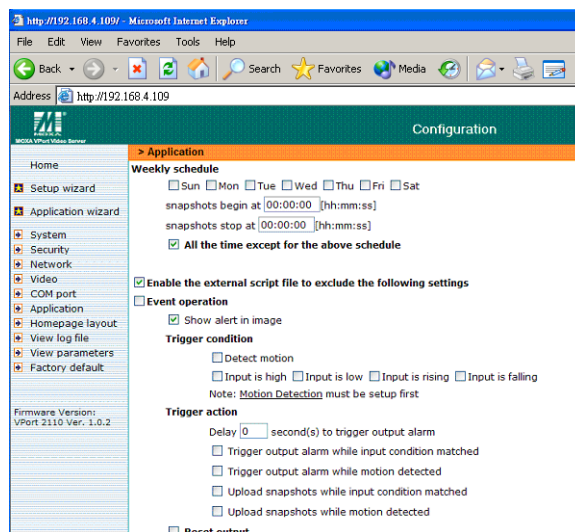 http://192.168.4.109/ - Microsoft Internet Explorer
File Edit View Favorites Tools Help
Back Search Favorites Media
Address http://192.168.4.109
MOXA
MOXA VPort Video Server
Configuration
> Application
Home
Setup wizard
Application wizard
System
Security
Network
Video
COM port
Application
Homepage layout
View log file
View parameters
Factory default
Firmware Version:
VPort 2110 Ver. 1.0.2
Weekly schedule
Sun Mon Tue Wed Thu Fri Sat
snapshots begin at 00:00:00 [hh:mm:ss]
snapshots stop at 00:00:00 [hh:mm:ss]
All the time except for the above schedule
Enable the external script file to exclude the following settings
Event operation
Show alert in image
Trigger condition
Detect motion
Input is high Input is low Input is rising Input is falling
Note: Motion Detection must be setup first
Trigger action
Delay 0 second(s) to trigger output alarm
Trigger output alarm while input condition matched
Trigger output alarm while motion detected
Upload snapshots while input condition matched
Upload snapshots while motion detected
Reset output